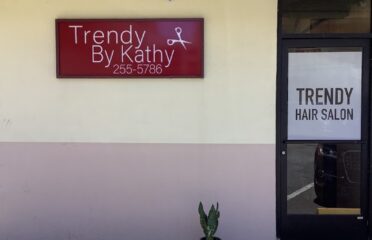 Trendy
By Kathy
255-5786
TRENDY
HAIR SALON